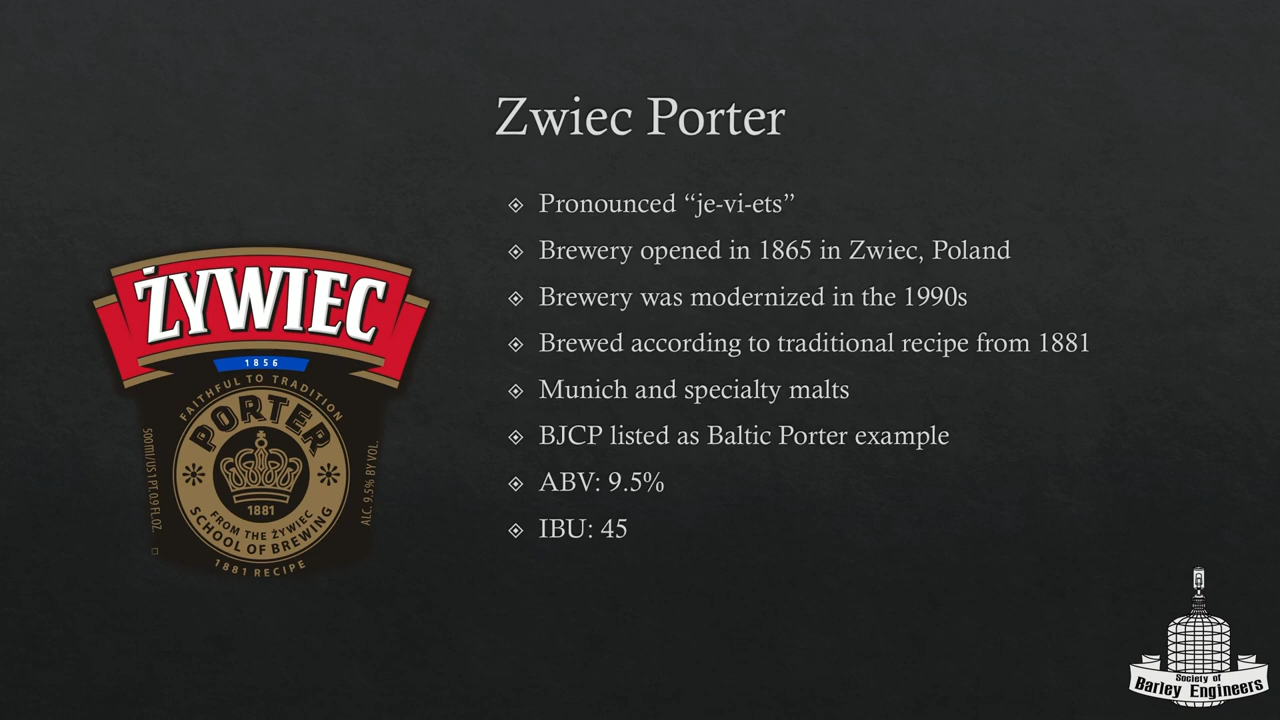 Zwiec Porter
Pronounced “je-vi-ets”
Brewery opened in 1865 in Zwiec, Poland
Brewery was modernized in the 1990s
Brewed according to traditional recipe from 1881
Munich and specialty malts
BJCP listed as Baltic Porter example
ABV: 9.5%
IBU: 45
ŻYWIEC
1856
FAITHFUL TO TRADITION
PORTER
1881
FROM THE ŻYWIEC
SCHOOL OF BREWING
1881 RECIPE
500ml/US 1 PT. 0.9 FL.OZ.
ALC. 9.5% BY VOL.
Society of
Barley Engineers